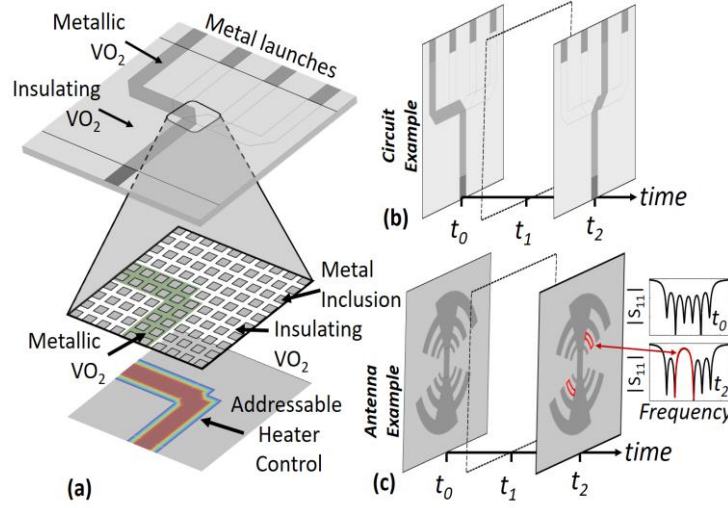 Metallic
VO2
Metal launches
Insulating
VO2
Metal
Inclusion
Insulating
VO2
Metallic
VO2
Addressable
Heater
Control
(a)
Circuit
Example
(b)
t0
t1
t2
time
Antenna
Example
(c)
t0
t1
t2
time
|S11|
t0
|S11|
t2
Frequency